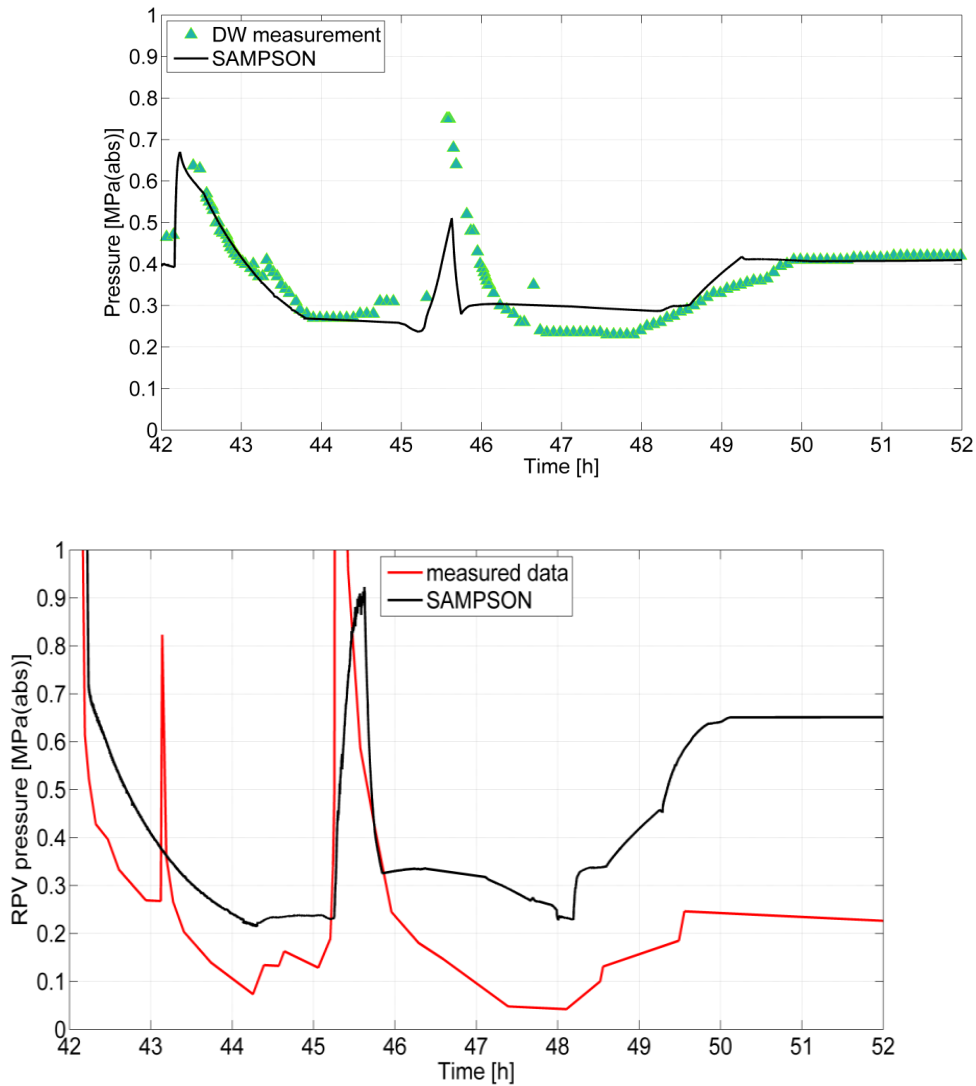 DW measurement
SAMPSON
Pressure [MPa(abs)]
1
0.9
0.8
0.7
0.6
0.5
0.4
0.3
0.2
0.1
0
42 43 44 45 46 47 48 49 50 51 52
Time [h]
measured data
SAMPSON
RPV pressure [MPa(abs)]
1
0.9
0.8
0.7
0.6
0.5
0.4
0.3
0.2
0.1
0
42 43 44 45 46 47 48 49 50 51 52
Time [h]